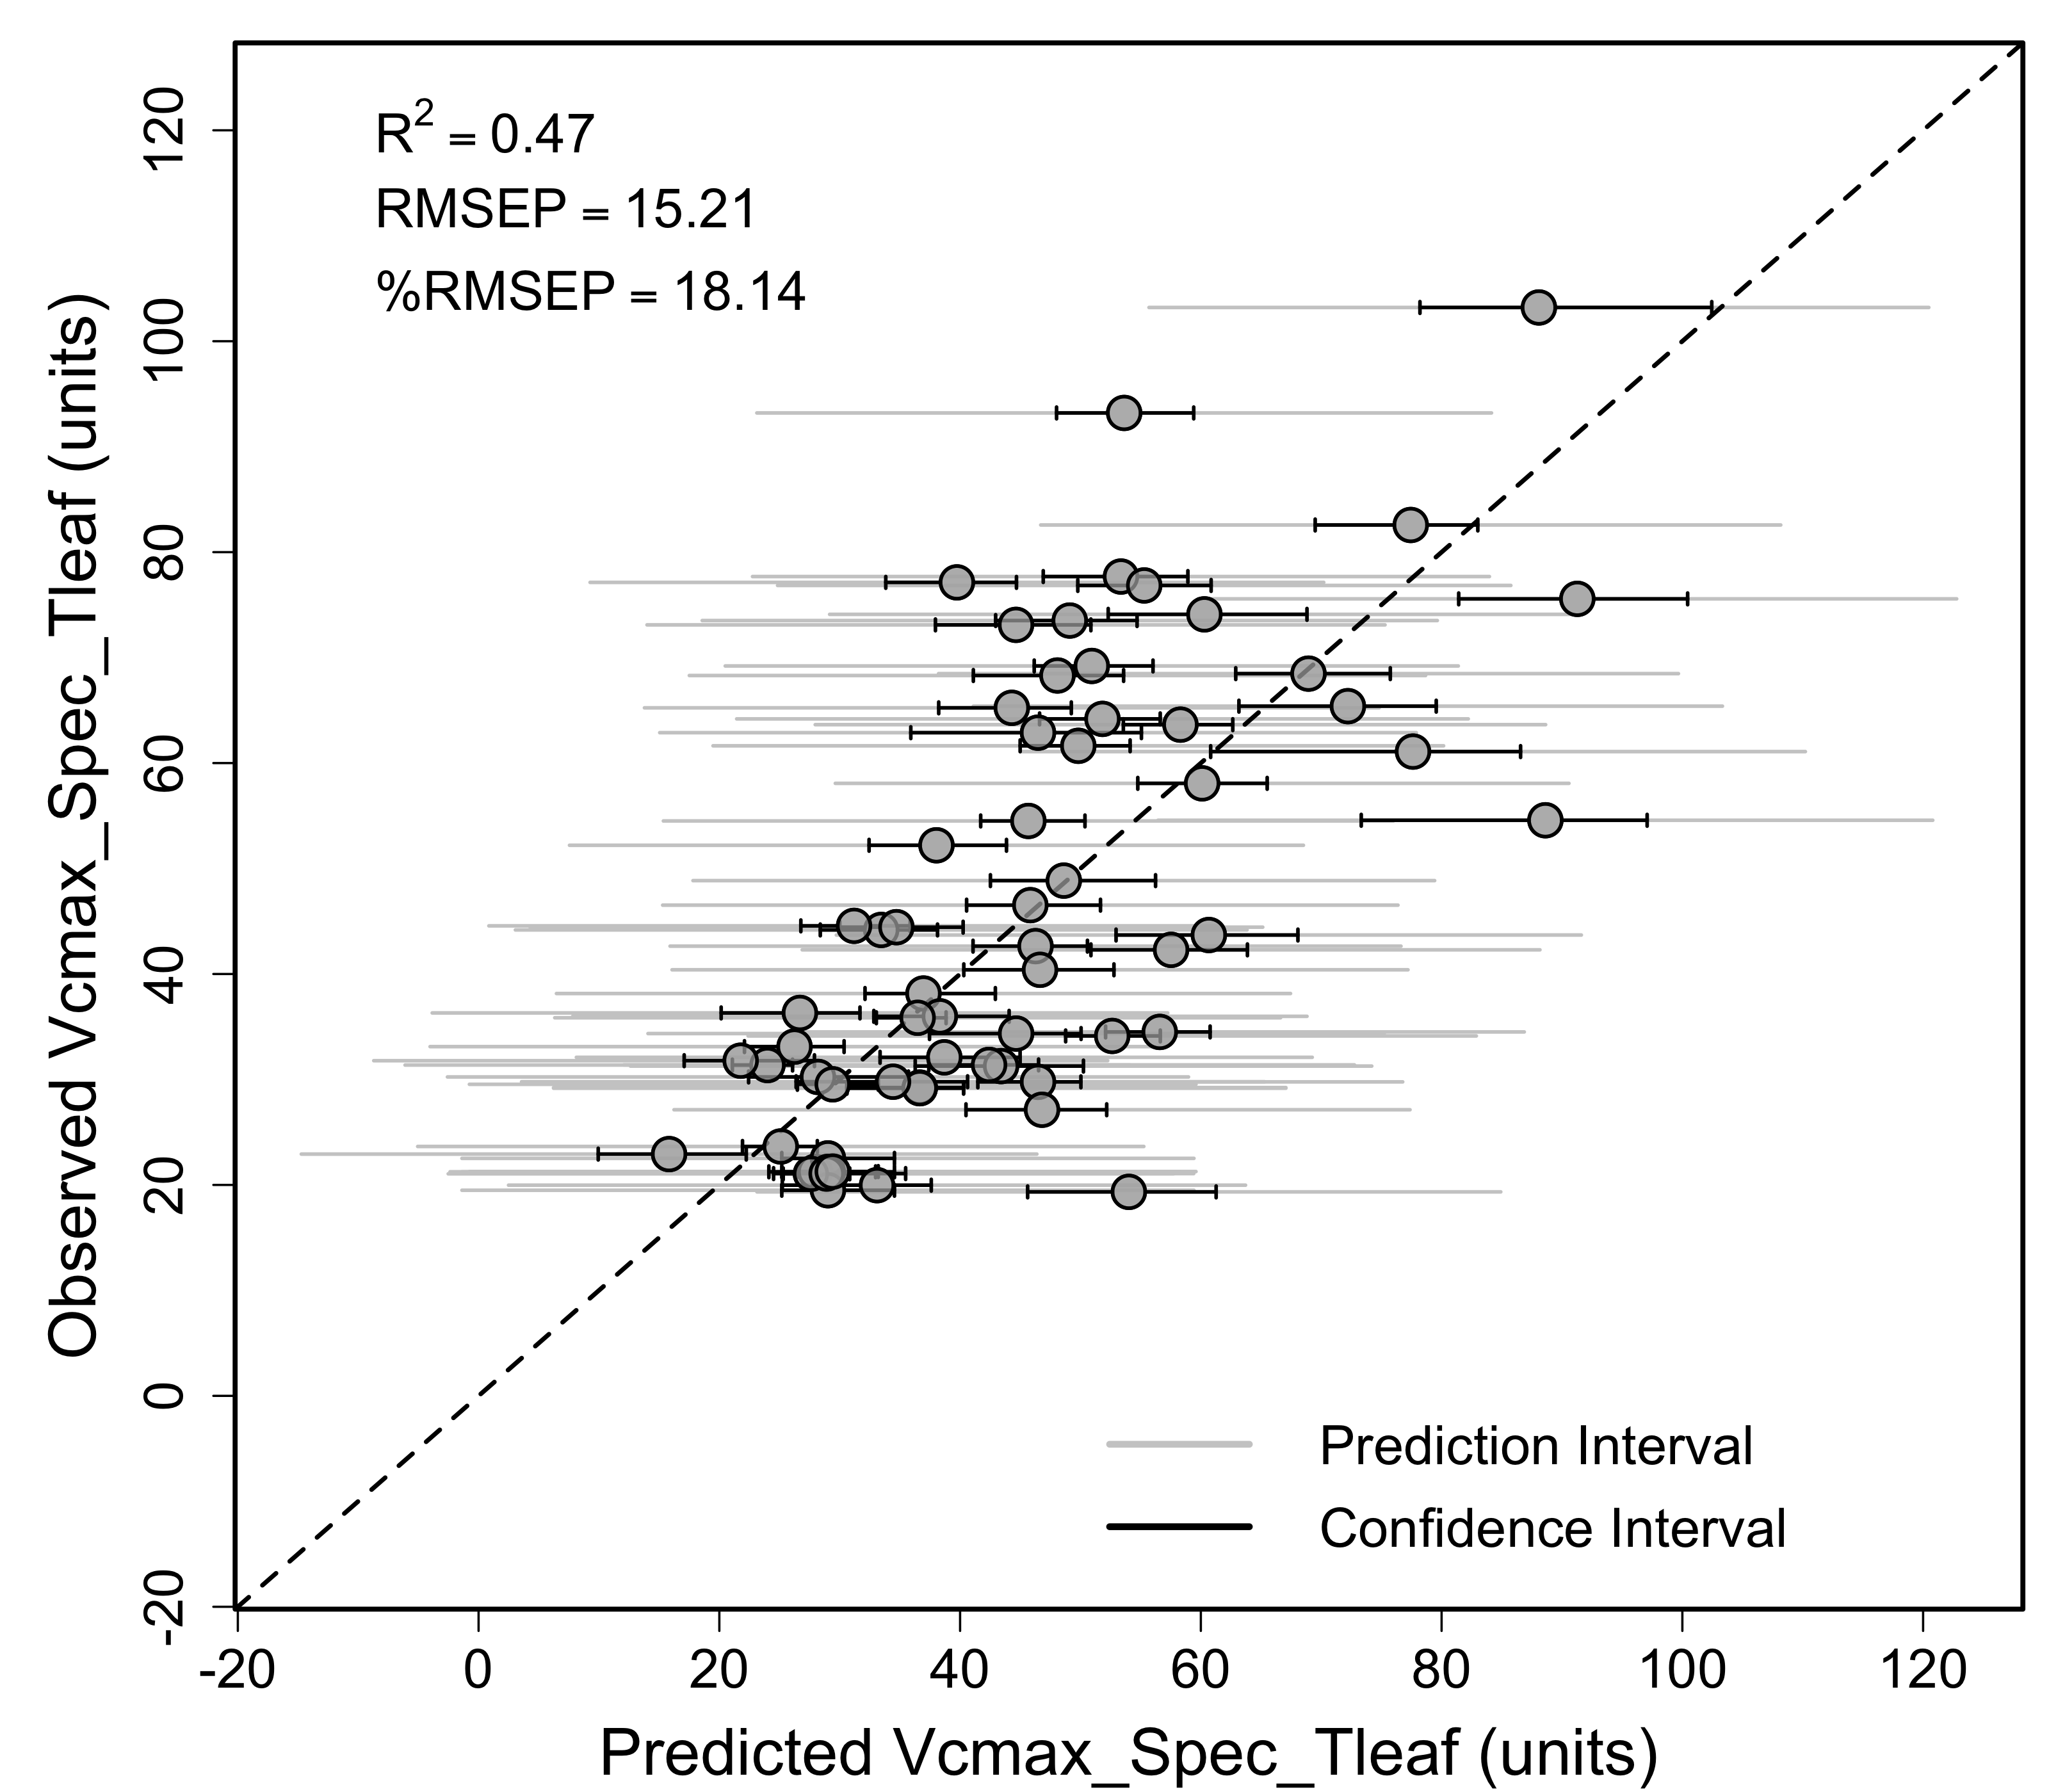 R² = 0.47
RMSEP = 15.21
%RMSEP = 18.14
Observed Vcmax_Spec_Tleaf (units)
120
100
80
60
40
20
0
-20
Prediction Interval
Confidence Interval
-20 0 20 40 60 80 100 120
Predicted Vcmax_Spec_Tleaf (units)